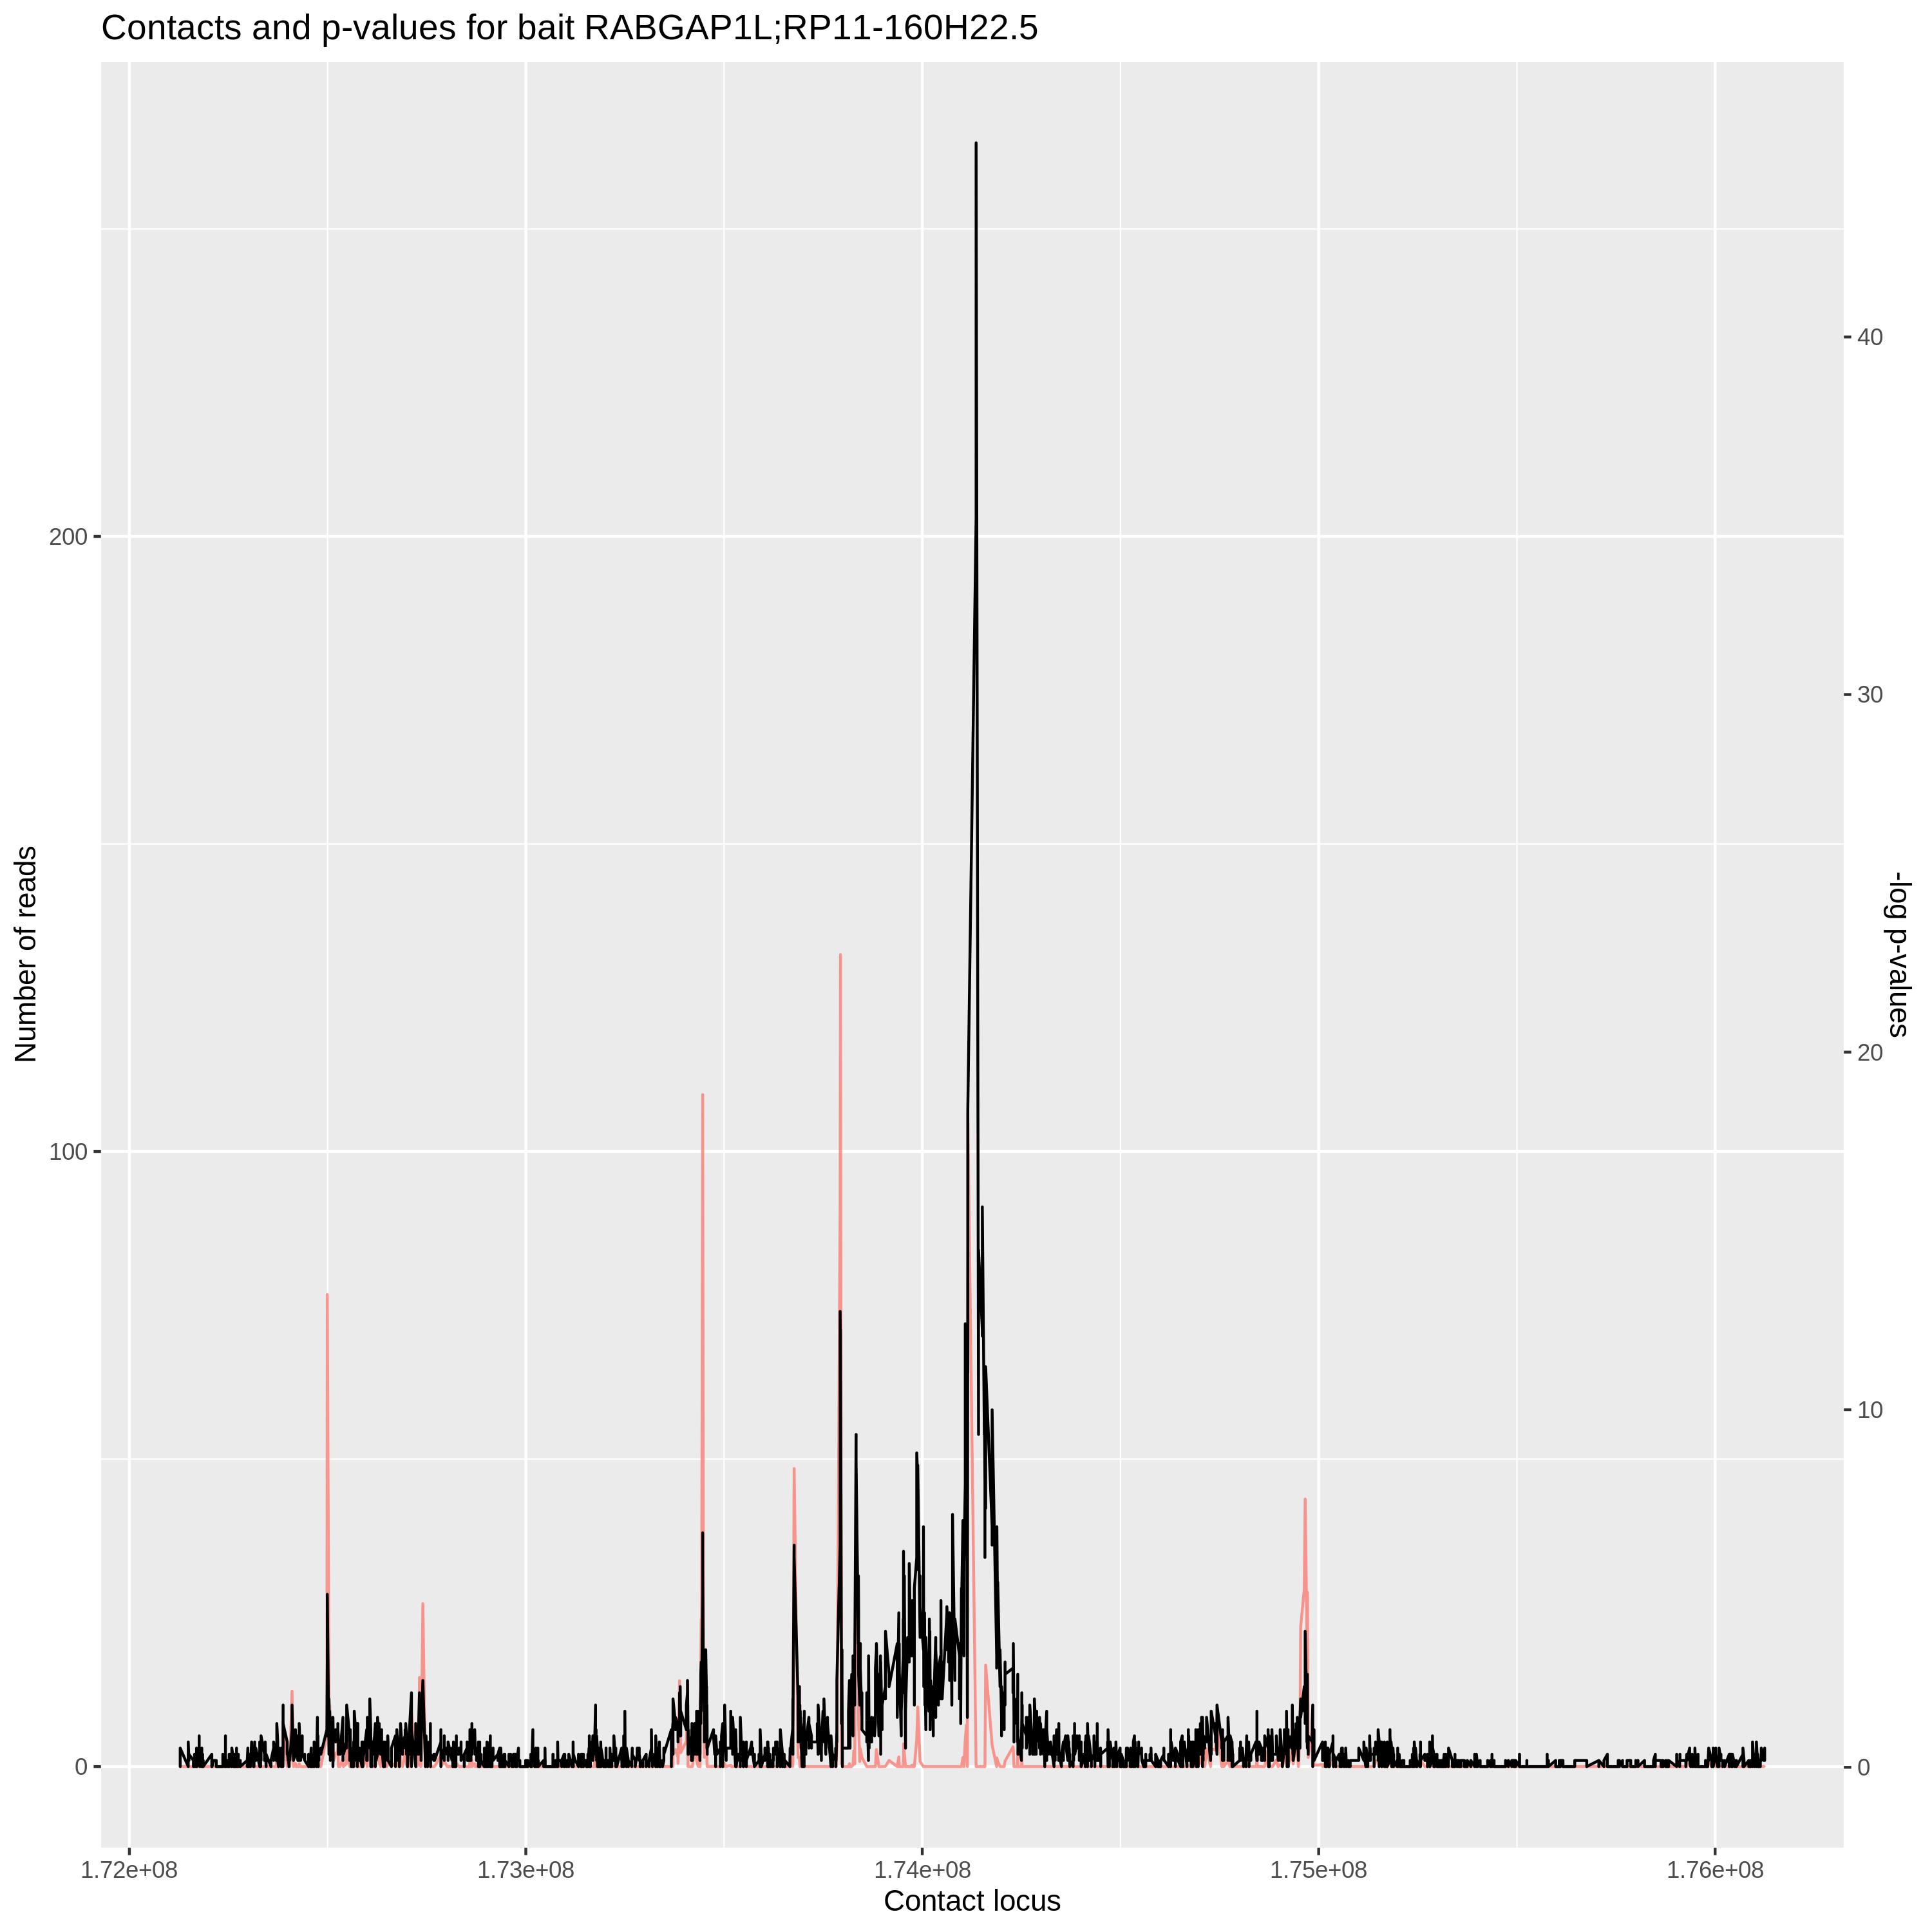 Contacts and p-values for bait RABGAP1L;RP11-160H22.5
Number of reads
200
100
0
40
30
20
10
0
-log p-values
1.72e+08
1.73e+08
1.74e+08
1.75e+08
1.76e+08
Contact locus